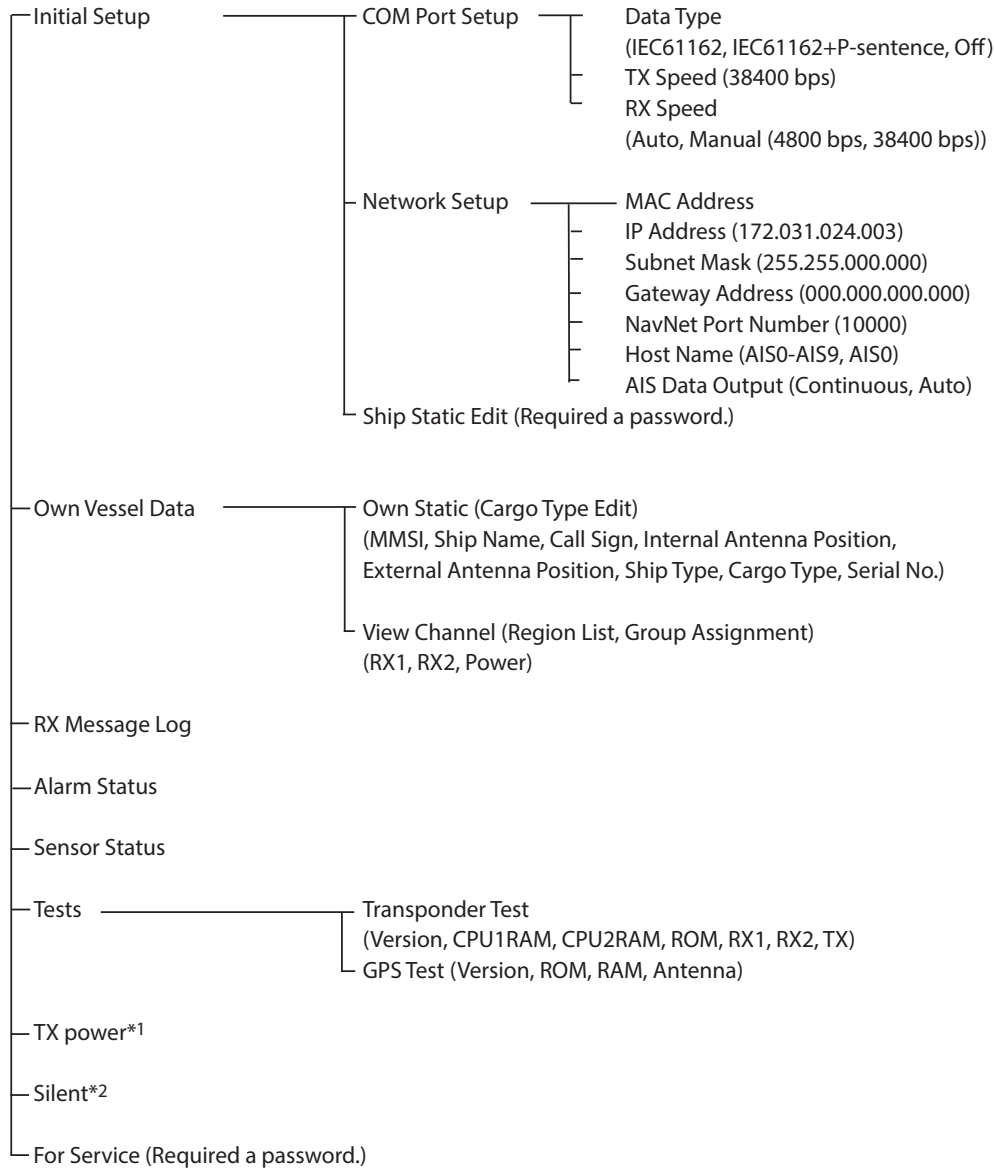 Initial Setup
COM Port Setup
Data Type
(IEC61162, IEC61162+P-sentence, Off)
TX Speed (38400 bps)
RX Speed
(Auto, Manual (4800 bps, 38400 bps))
Network Setup
MAC Address
IP Address (172.031.024.003)
Subnet Mask (255.255.000.000)
Gateway Address (000.000.000.000)
NavNet Port Number (10000)
Host Name (AIS0-AIS9, AIS0)
AIS Data Output (Continuous, Auto)
Ship Static Edit (Required a password.)
Own Vessel Data
Own Static (Cargo Type Edit)
(MMSI, Ship Name, Call Sign, Internal Antenna Position,
External Antenna Position, Ship Type, Cargo Type, Serial No.)
View Channel (Region List, Group Assignment)
(RX1, RX2, Power)
RX Message Log
Alarm Status
Sensor Status
Tests
Transponder Test
(Version, CPU1RAM, CPU2RAM, ROM, RX1, RX2, TX)
GPS Test (Version, ROM, RAM, Antenna)
TX power*1
Silent*2
For Service (Required a password.)